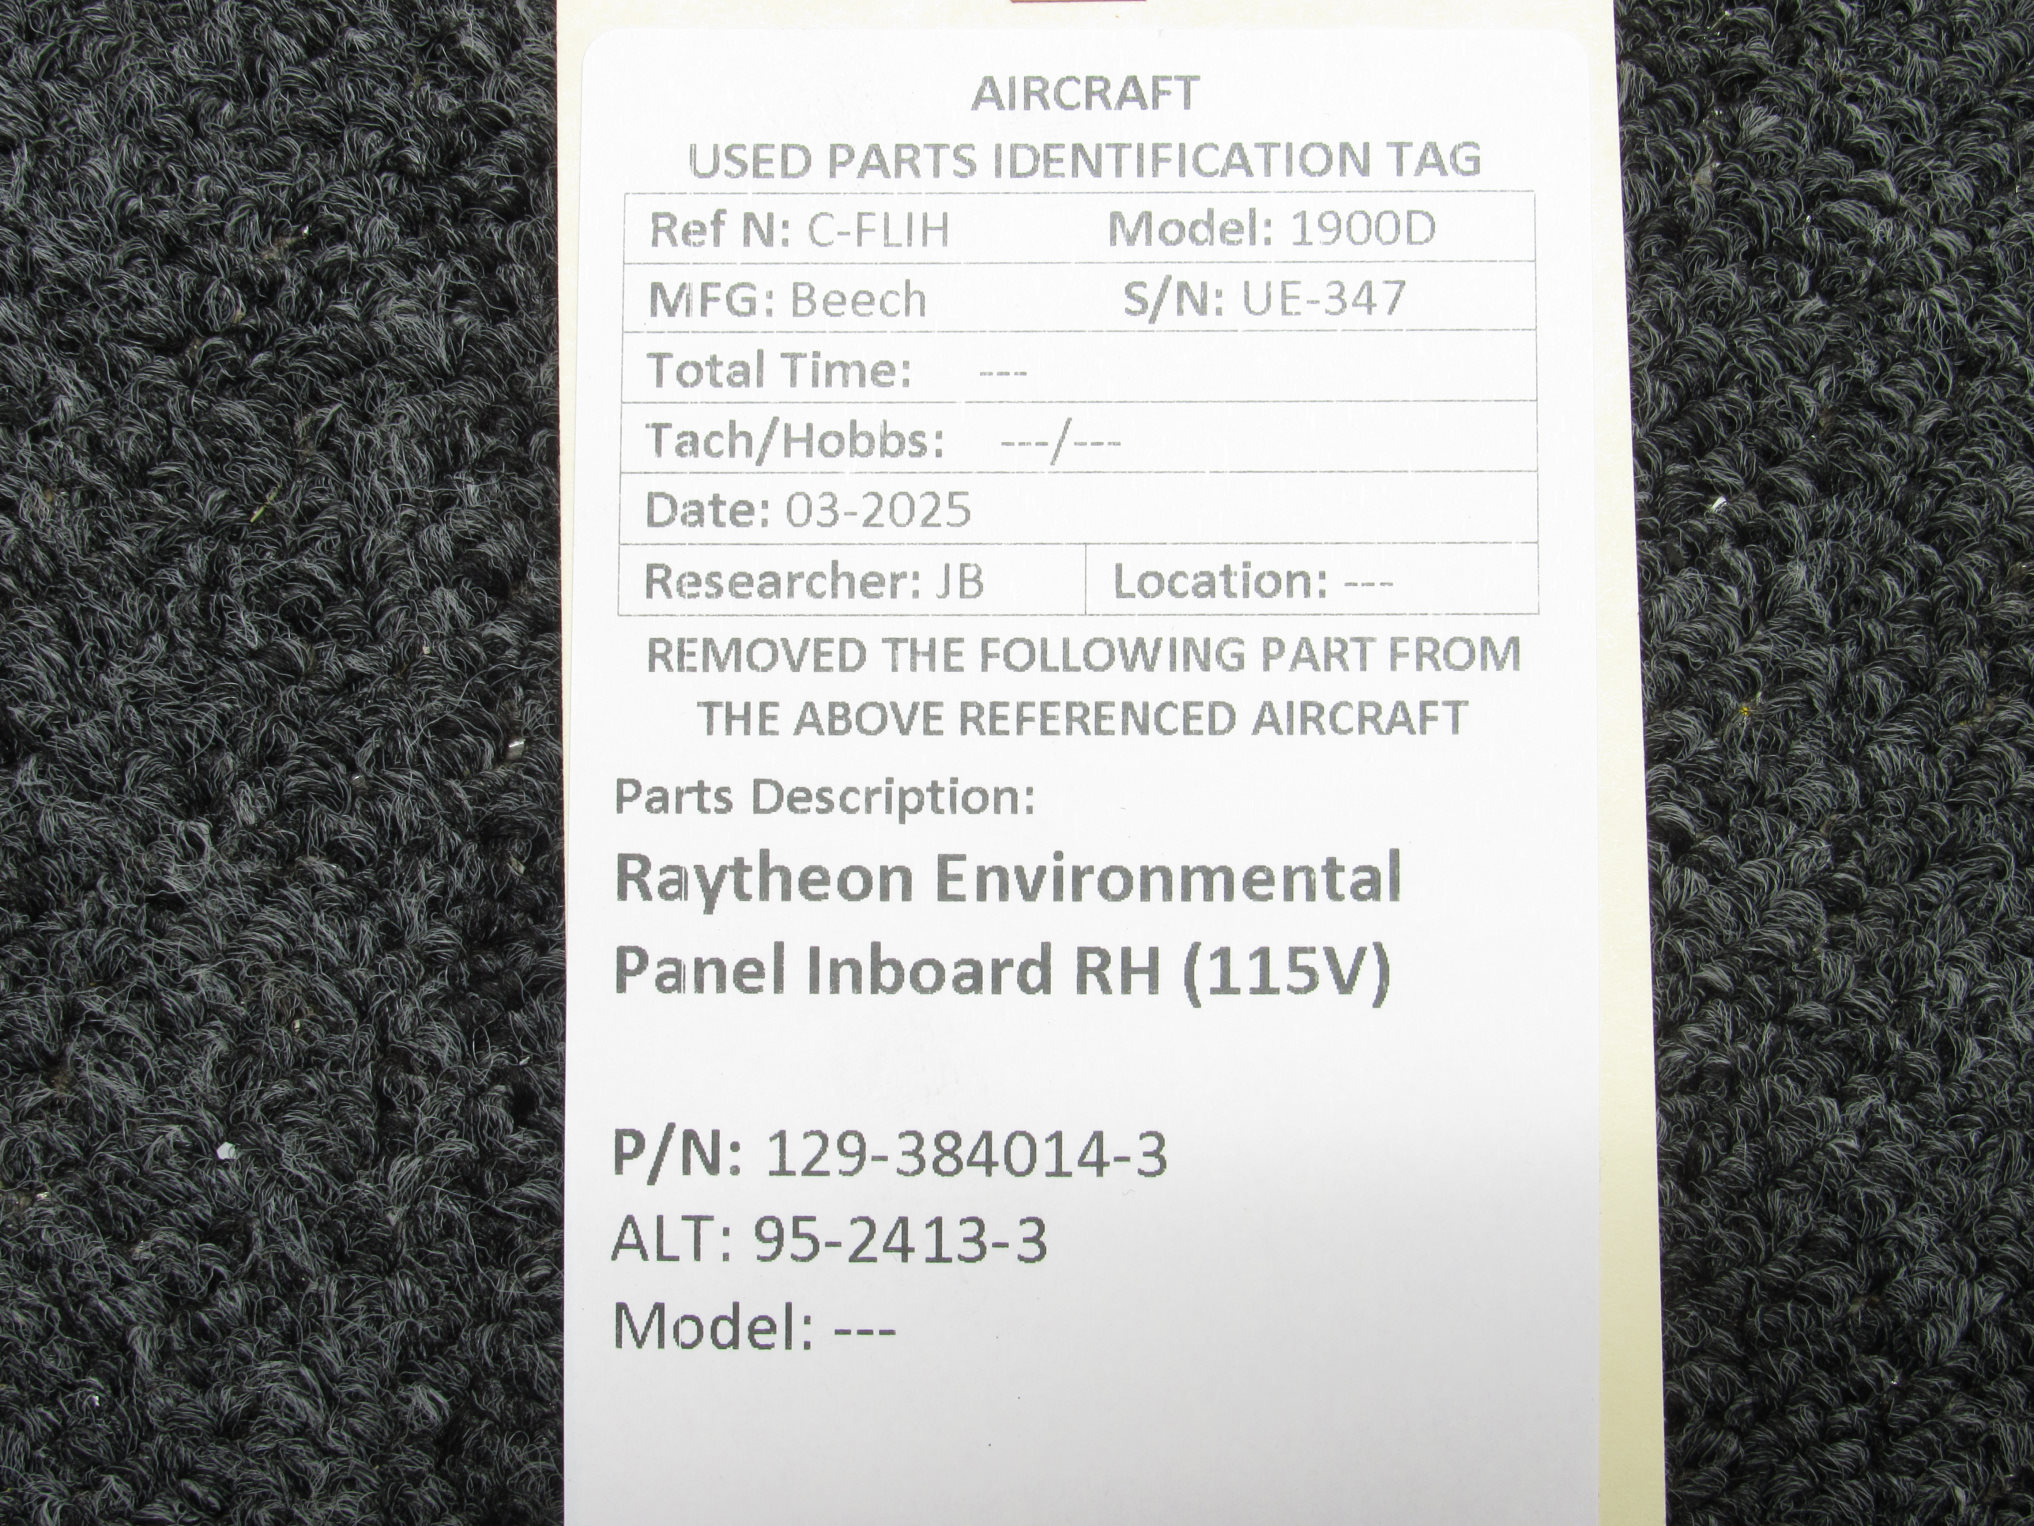 AIRCRAFT
USED PARTS IDENTIFICATION TAG
Ref N: C-FLIH Model: 1900D
MFG: Beech S/N: UE-347
Total Time: ---
Tach/Hobbs: ---/---
Date: 03-2025
Researcher: JB Location: ---
REMOVED THE FOLLOWING PART FROM
THE ABOVE REFERENCED AIRCRAFT
Parts Description:
Raytheon Environmental
Panel Inboard RH (115V)
P/N: 129-384014-3
ALT: 95-2413-3
Model: ---